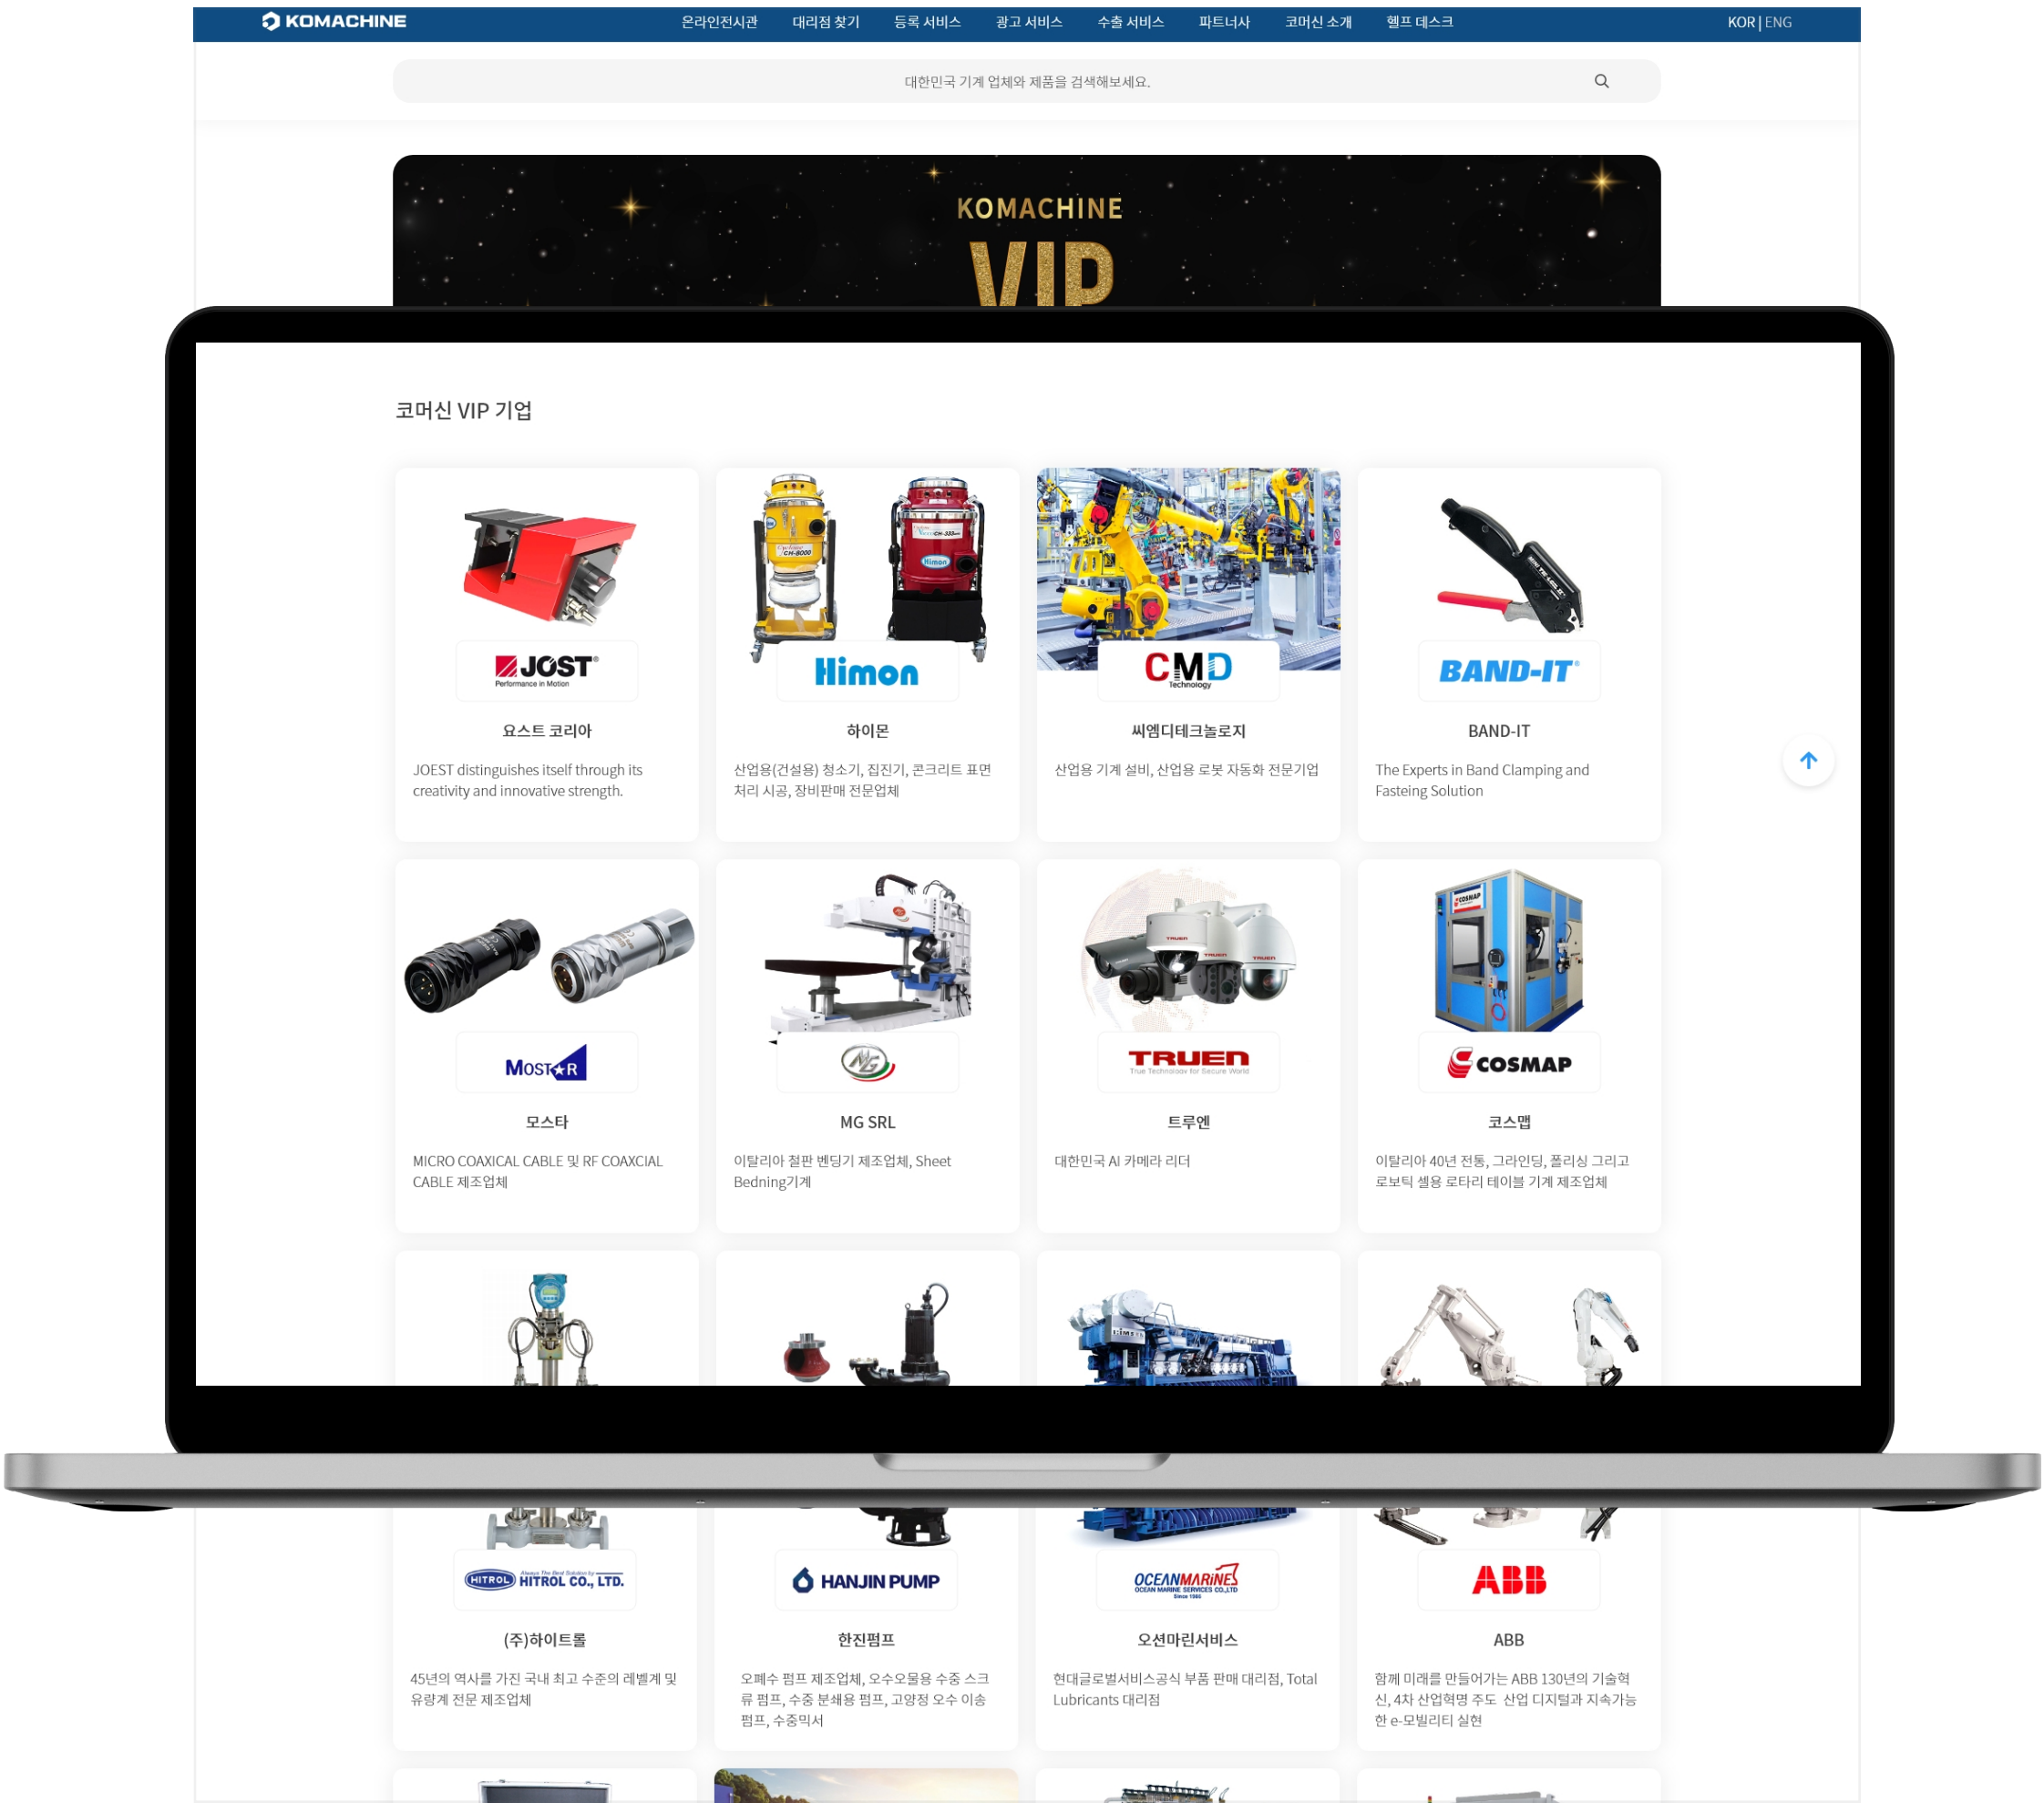 KOMACHINE
온라인전시관 대리점 찾기 등록 서비스 광고 서비스 수출 서비스 파트너사 코머신 소개 헬프 데스크
KOR | ENG
대한민국 기계 업체와 제품을 검색해보세요.
KOMACHINE
VIP
코머신 VIP 기업
CH-8000
CH-333
Himon
JOST
Performance in Motion
Himon
CMD
Technology
BAND-IT
요스트 코리아
하이몬
씨엠디테크놀로지
BAND-IT
JOEST distinguishes itself through its
creativity and innovative strength.
산업용(건설용) 청소기, 집진기, 콘크리트 표면
처리 시공, 장비판매 전문업체
산업용 기계 설비, 산업용 로봇 자동화 전문기업
The Experts in Band Clamping and
Fasteing Solution
TRUEN
TRUEN
TRUEN
COSMAP
MOSTAR
MG
TRUEN
True Technology for Secure World
COSMAP
모스타
MG SRL
트루엔
코스맵
MICRO COAXICAL CABLE 및 RF COAXCIAL
CABLE 제조업체
이탈리아 철판 벤딩기 제조업체, Sheet
Bedning기계
대한민국 AI 카메라 리더
이탈리아 40년 전통, 그라인딩, 폴리싱 그리고
로보틱 셀용 로타리 테이블 기계 제조업체
HITROL
Always The Best Solution by
HITROL CO., LTD.
HANJIN PUMP
OCEANMARINES
OCEAN MARINE SERVICES CO.,LTD
Since 1966
ABB
(주)하이트롤
한진펌프
오션마린서비스
ABB
45년의 역사를 가진 국내 최고 수준의 레벨계 및
유량계 전문 제조업체
오폐수 펌프 제조업체, 오수오물용 수중 스크
류 펌프, 수중 분쇄용 펌프, 고양정 오수 이송
펌프, 수중믹서
현대글로벌서비스공식 부품 판매 대리점, Total
Lubricants 대리점
함께 미래를 만들어가는 ABB 130년의 기술혁
신, 4차 산업혁명 주도 산업 디지털과 지속가능
한 e-모빌리티 실현